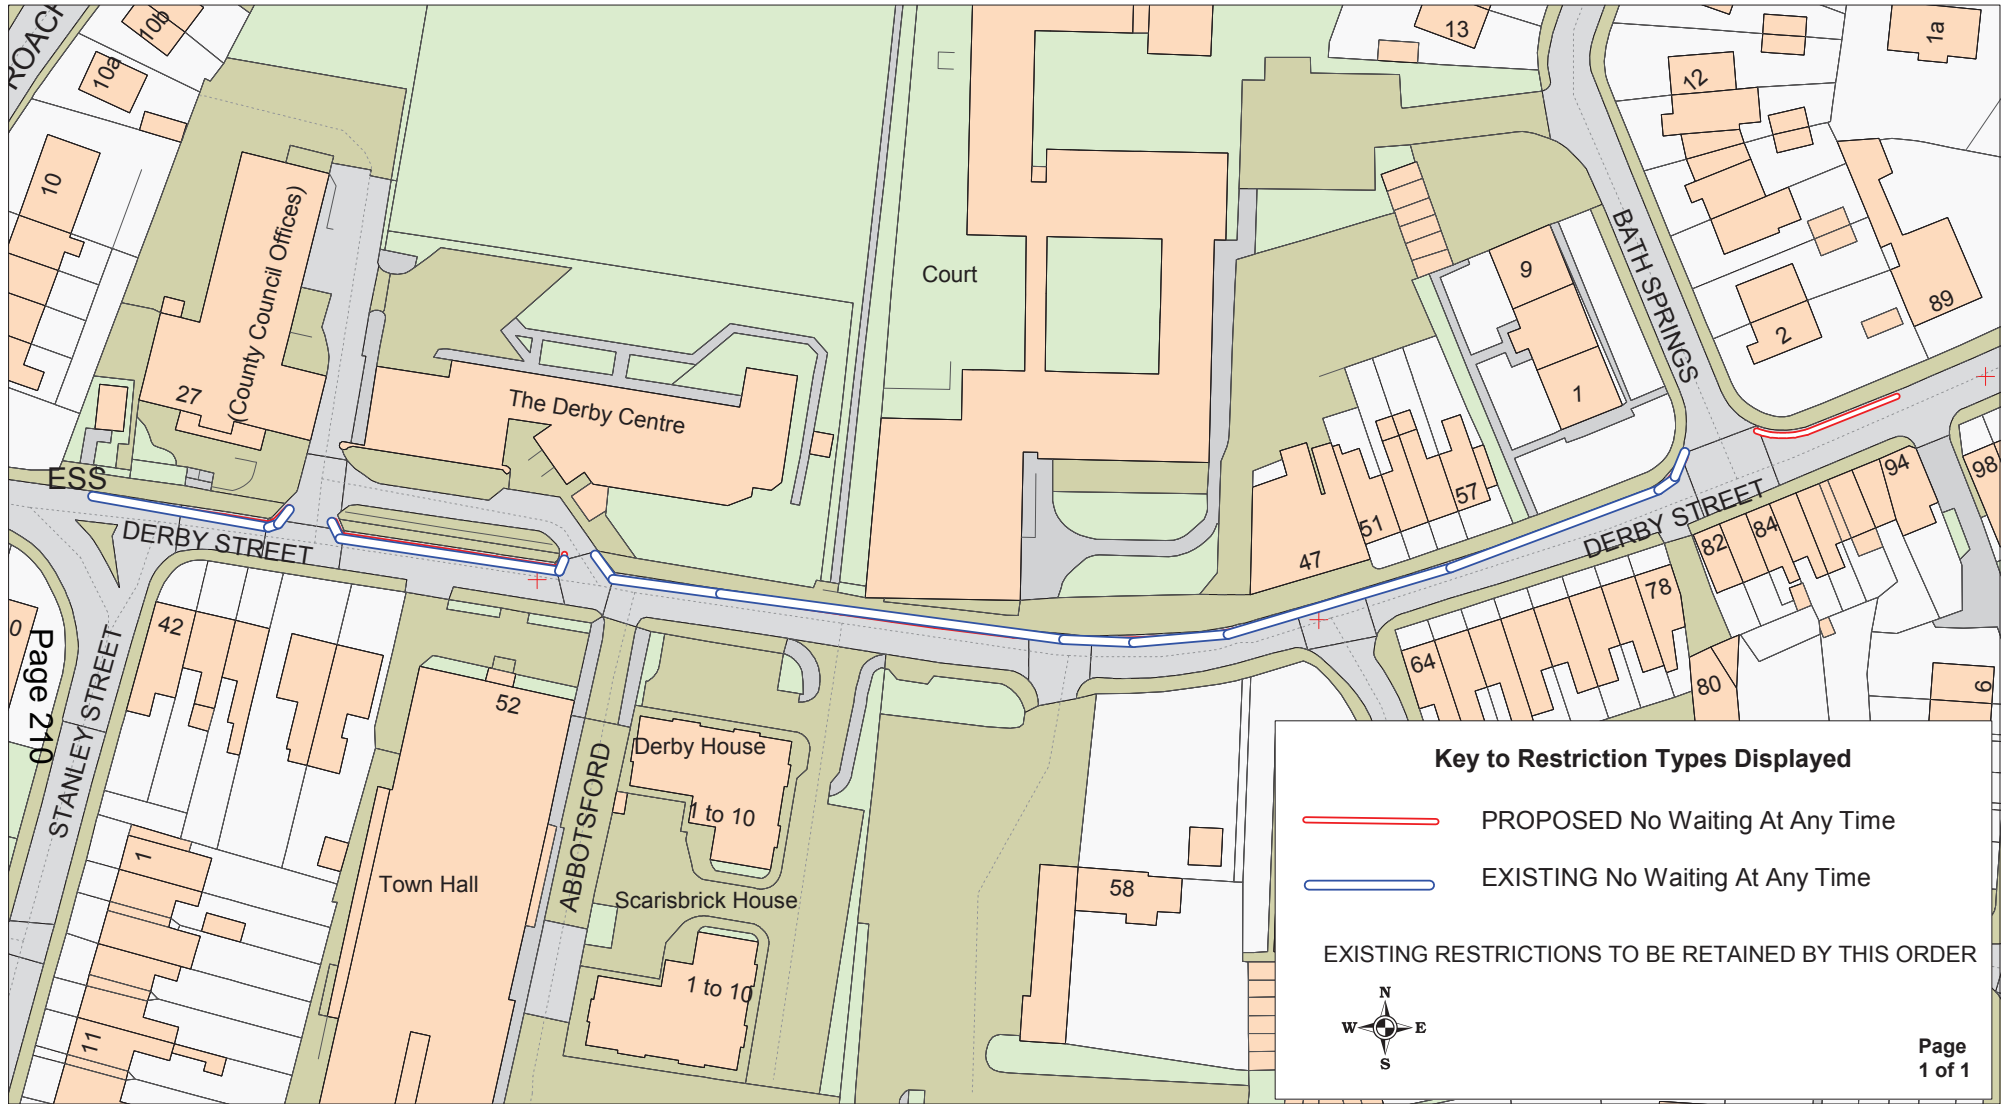 ROACH
10b
10a
10
13
1a
12
(County Council Offices)
27
Court
The Derby Centre
BATH SPRINGS
9
1
2
89
ESS
DERBY STREET
47
51
57
DERBY STREET
82
84
94
98
78
64
80
6
0
Page 210
STANLEY STREET
42
52
Town Hall
ABBOTSFORD
Derby House
1 to 10
Scarisbrick House
1 to 10
58
1
11
Key to Restriction Types Displayed
PROPOSED No Waiting At Any Time
EXISTING No Waiting At Any Time
EXISTING RESTRICTIONS TO BE RETAINED BY THIS ORDER
N
W E
S
Page
1 of 1